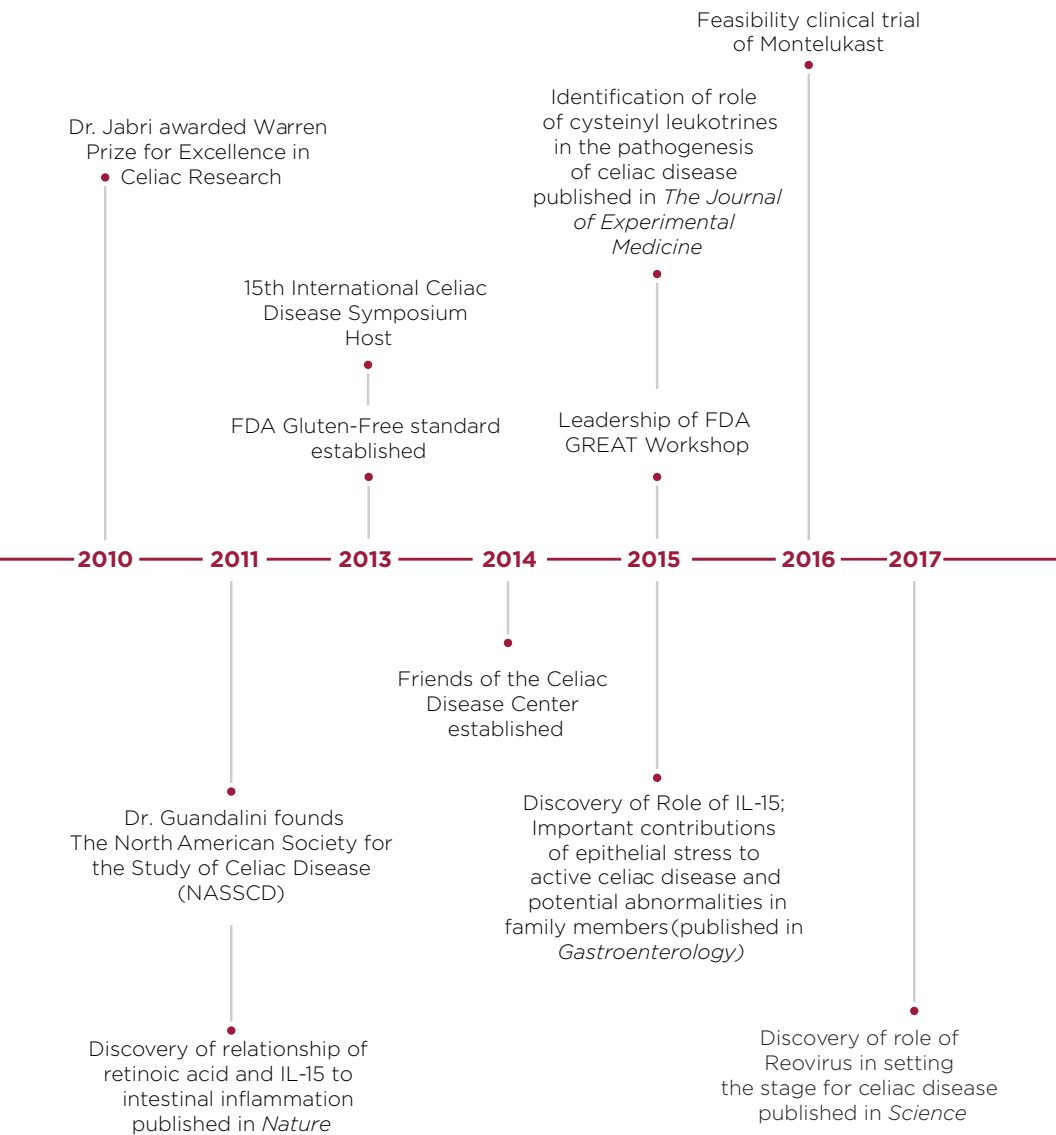 Feasibility clinical trial
of Montelukast
Identification of role
of cysteinyl leukotrines
in the pathogenesis
of celiac disease
published in The Journal
of Experimental
Medicine
Dr. Jabri awarded Warren
Prize for Excellence in
Celiac Research
15th International Celiac
Disease Symposium
Host
FDA Gluten-Free standard
established
Leadership of FDA
GREAT Workshop
2010 2011 2013 2014 2015 2016 2017
Friends of the Celiac
Disease Center
established
Dr. Guandalini founds
The North American Society for
the Study of Celiac Disease
(NASSCD)
Discovery of Role of IL-15;
Important contributions
of epithelial stress to
active celiac disease and
potential abnormalities in
family members (published in
Gastroenterology)
Discovery of relationship of
retinoic acid and IL-15 to
intestinal inflammation
published in Nature
Discovery of role of
Reovirus in setting
the stage for celiac disease
published in Science